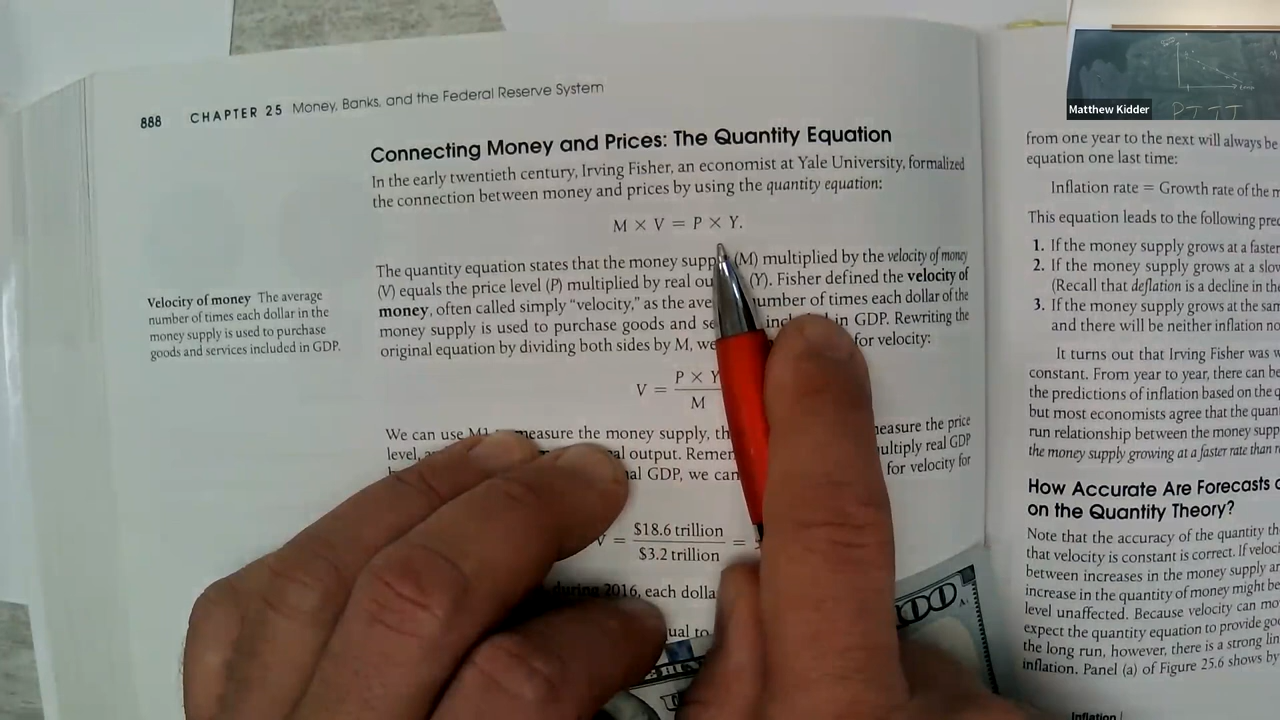 888 CHAPTER 25 Money, Banks, and the Federal Reserve System
Connecting Money and Prices: The Quantity Equation
In the early twentieth century, Irving Fisher, an economist at Yale University, formalized
the connection between money and prices by using the quantity equation:
M × V = P × Y.
The quantity equation states that the money supp (M) multiplied by the velocity of money
(V) equals the price level (P) multiplied by real ou (Y). Fisher defined the velocity of
money, often called simply “velocity,” as the ave number of times each dollar of the
money supply is used to purchase goods and se in GDP. Rewriting the
original equation by dividing both sides by M, we for velocity:
V = P × Y
M
We can use M1 measure the money supply, th measure the price
level, al output. Remem ultiply real GDP
al GDP, we can for velocity for
V = $18.6 trillion =
$3.2 trillion
during 2016, each dolla
ual to
Velocity of money The average
number of times each dollar in the
money supply is used to purchase
goods and services included in GDP.
Matthew Kidder
from one year to the next will always be
equation one last time:
Inflation rate = Growth rate of the m
This equation leads to the following pred
1. If the money supply grows at a faster
2. If the money supply grows at a slow
(Recall that deflation is a decline in the
3. If the money supply grows at the sam
and there will be neither inflation no
It turns out that Irving Fisher was w
constant. From year to year, there can be
the predictions of inflation based on the q
but most economists agree that the quan
run relationship between the money supp
the money supply growing at a faster rate than r
How Accurate Are Forecasts o
on the Quantity Theory?
Note that the accuracy of the quantity th
that velocity is constant is correct. If veloci
between increases in the money supply an
increase in the quantity of money might be
level unaffected. Because velocity can mo
expect the quantity equation to provide goo
the long run, however, there is a strong lin
inflation. Panel (a) of Figure 25.6 shows by
Inflation
100